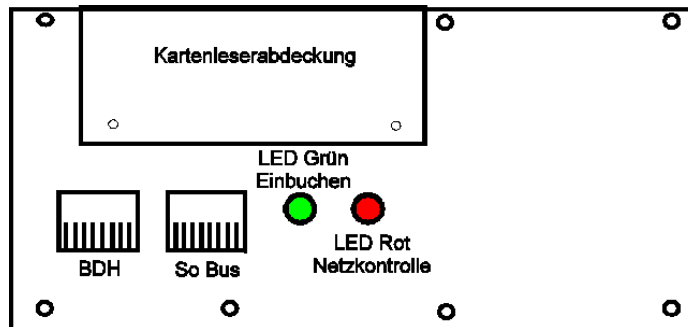 Kartenleserabdeckung
LED Grün
Einbuchen
BDH
So Bus
LED Rot
Netzkontrolle